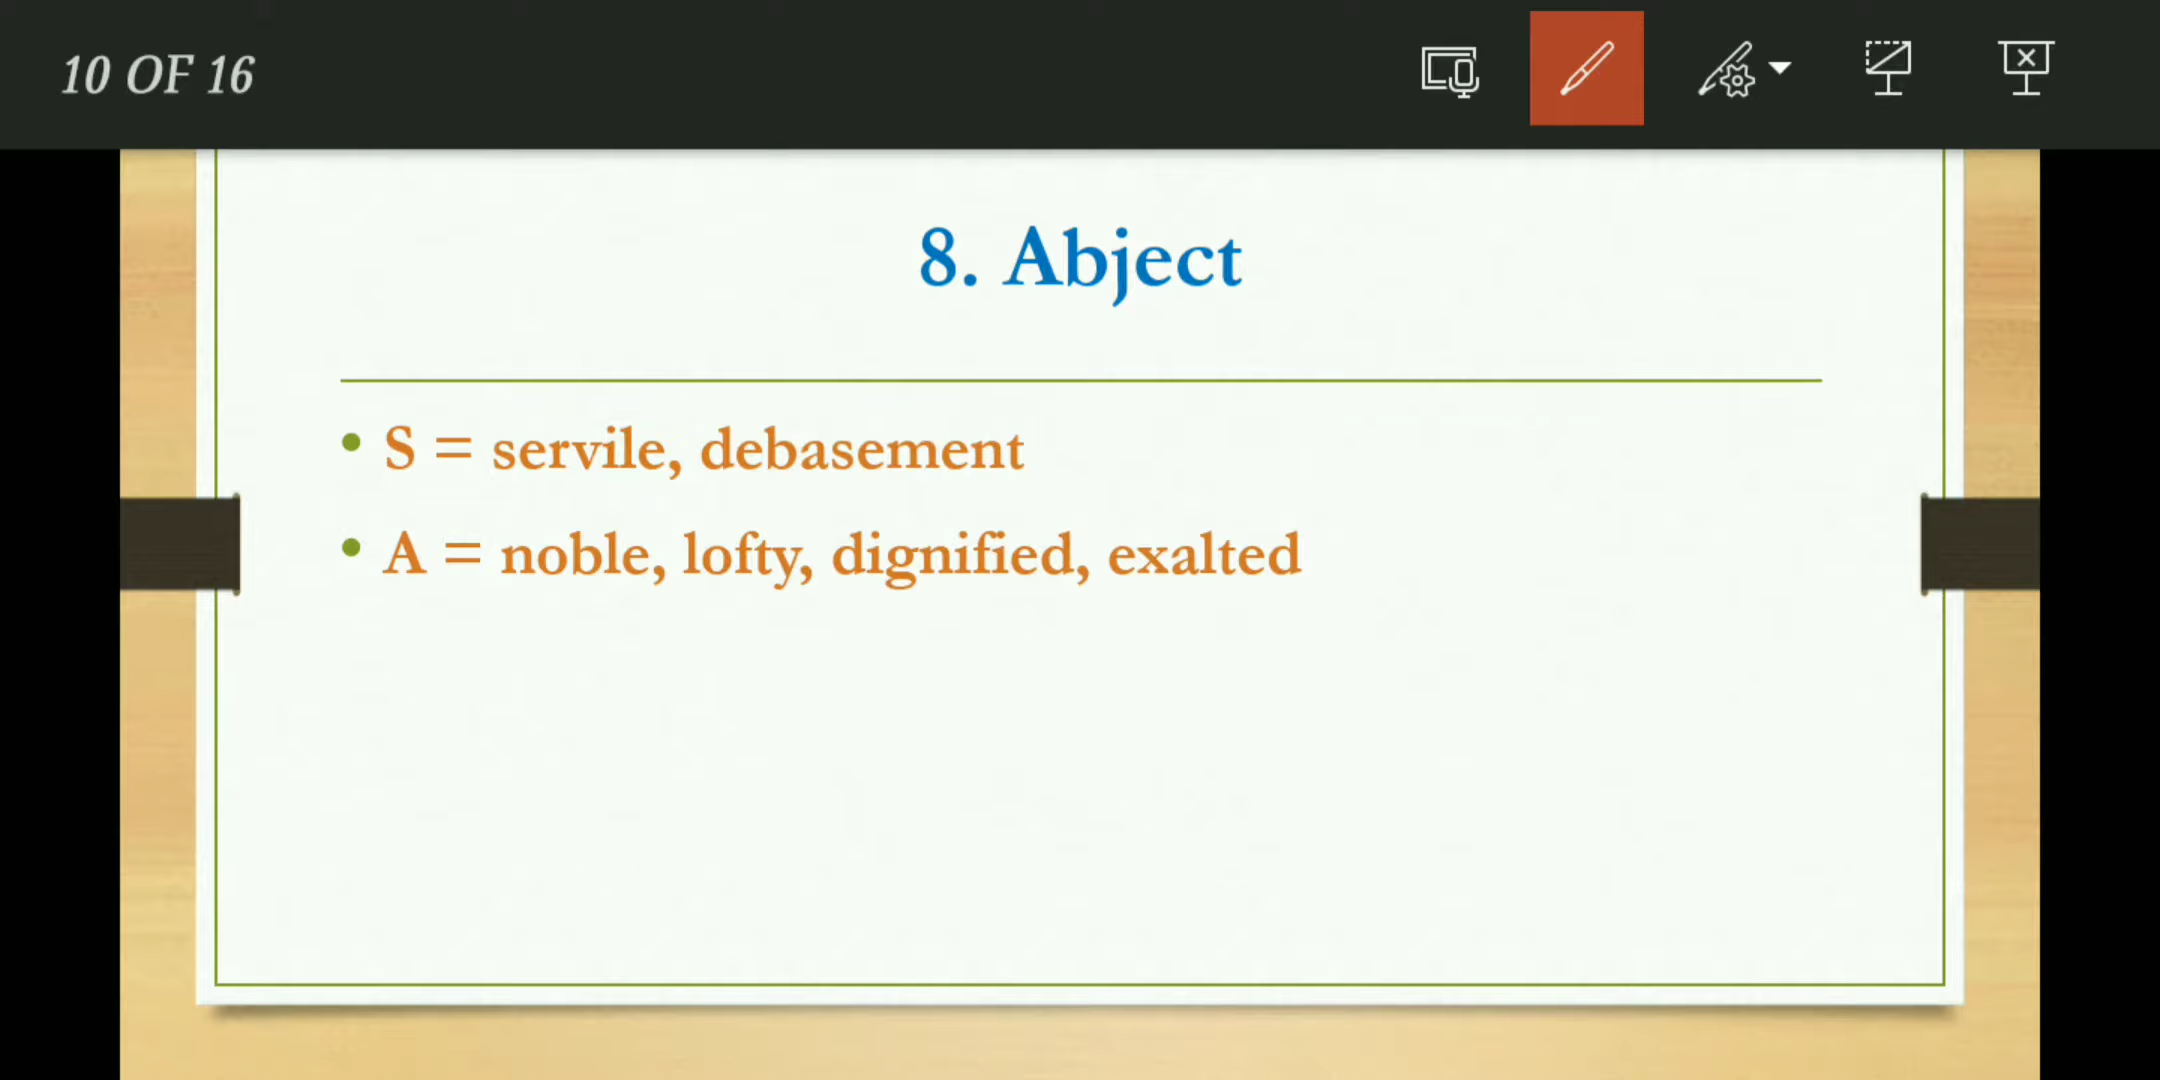 10 OF 16
8. Abject
• S = servile, debasement
• A = noble, lofty, dignified, exalted